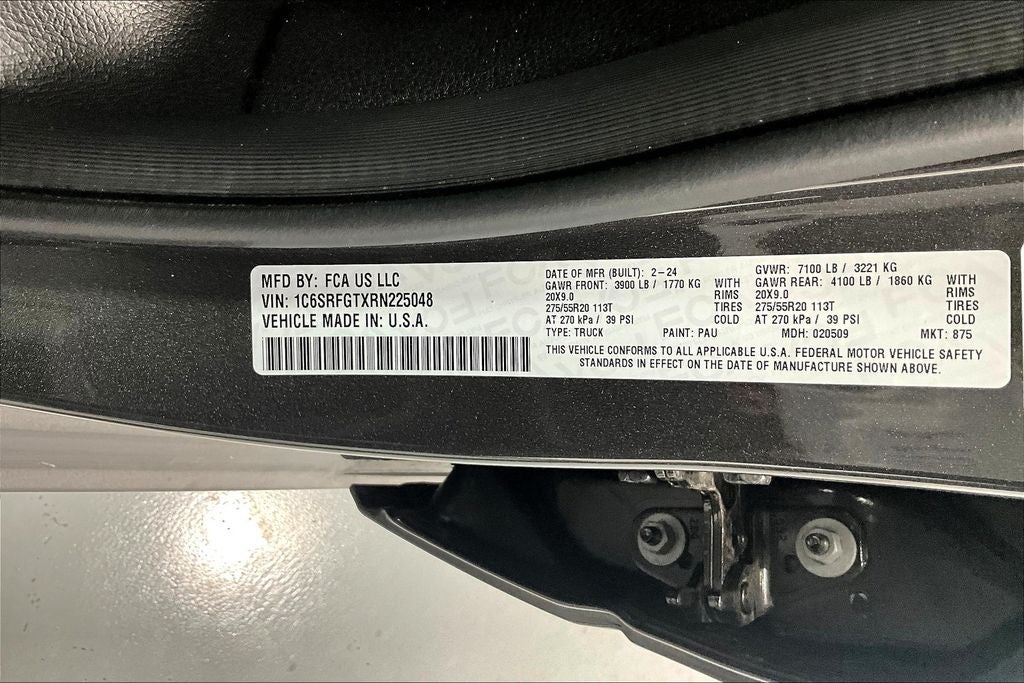 MFD BY: FCA US LLC
VIN: 1C6SRFGTXRN225048
VEHICLE MADE IN: U.S.A.
DATE OF MFR (BUILT): 2-24
GAWR FRONT: 3900 LB / 1770 KG WITH
20X9.0 RIMS
275/55R20 113T TIRES
AT 270 kPa / 39 PSI COLD
GVWR: 7100 LB / 3221 KG
GAWR REAR: 4100 LB / 1860 KG WITH
20X9.0 RIMS
275/55R20 113T TIRES
AT 270 kPa / 39 PSI COLD
TYPE: TRUCK PAINT: PAU MDH: 020509 MKT: 875
THIS VEHICLE CONFORMS TO ALL APPLICABLE U.S.A. FEDERAL MOTOR VEHICLE SAFETY
STANDARDS IN EFFECT ON THE DATE OF MANUFACTURE SHOWN ABOVE.